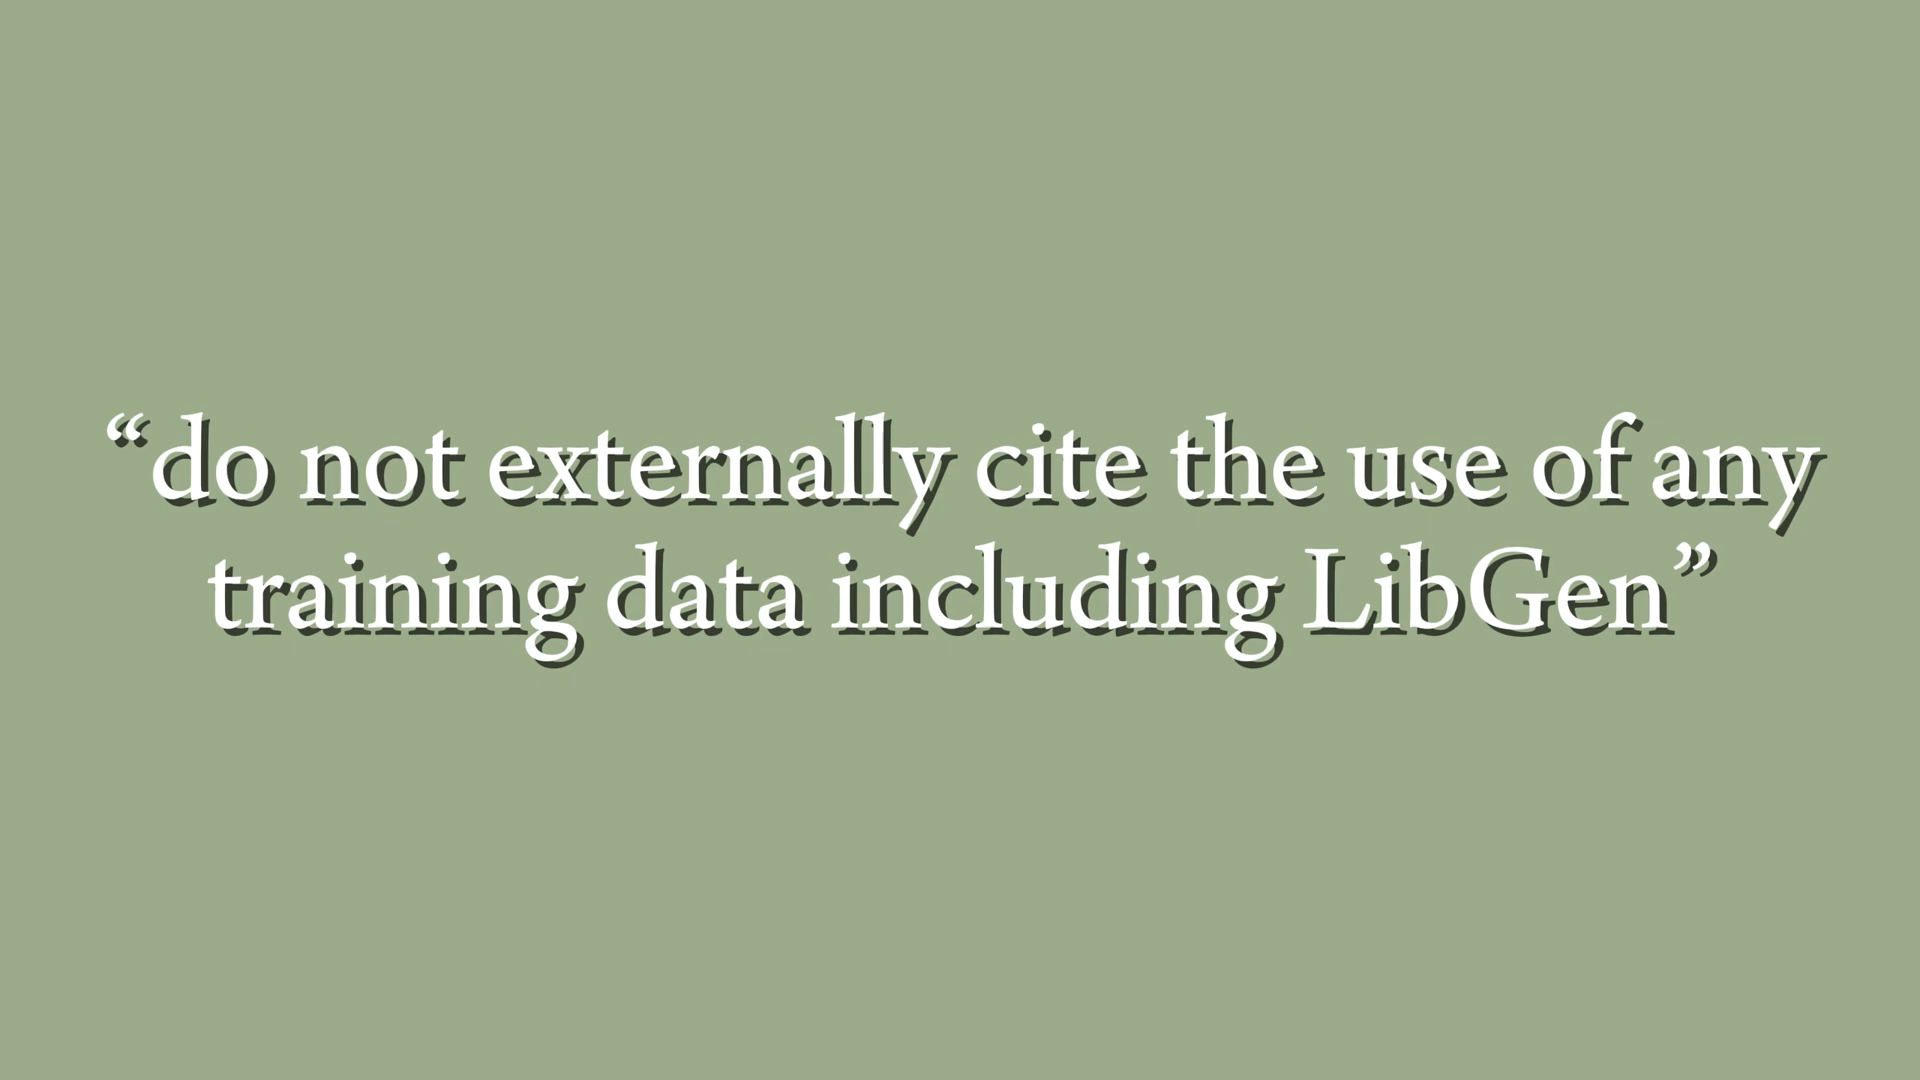 “do not externally cite the use of any
training data including LibGen”